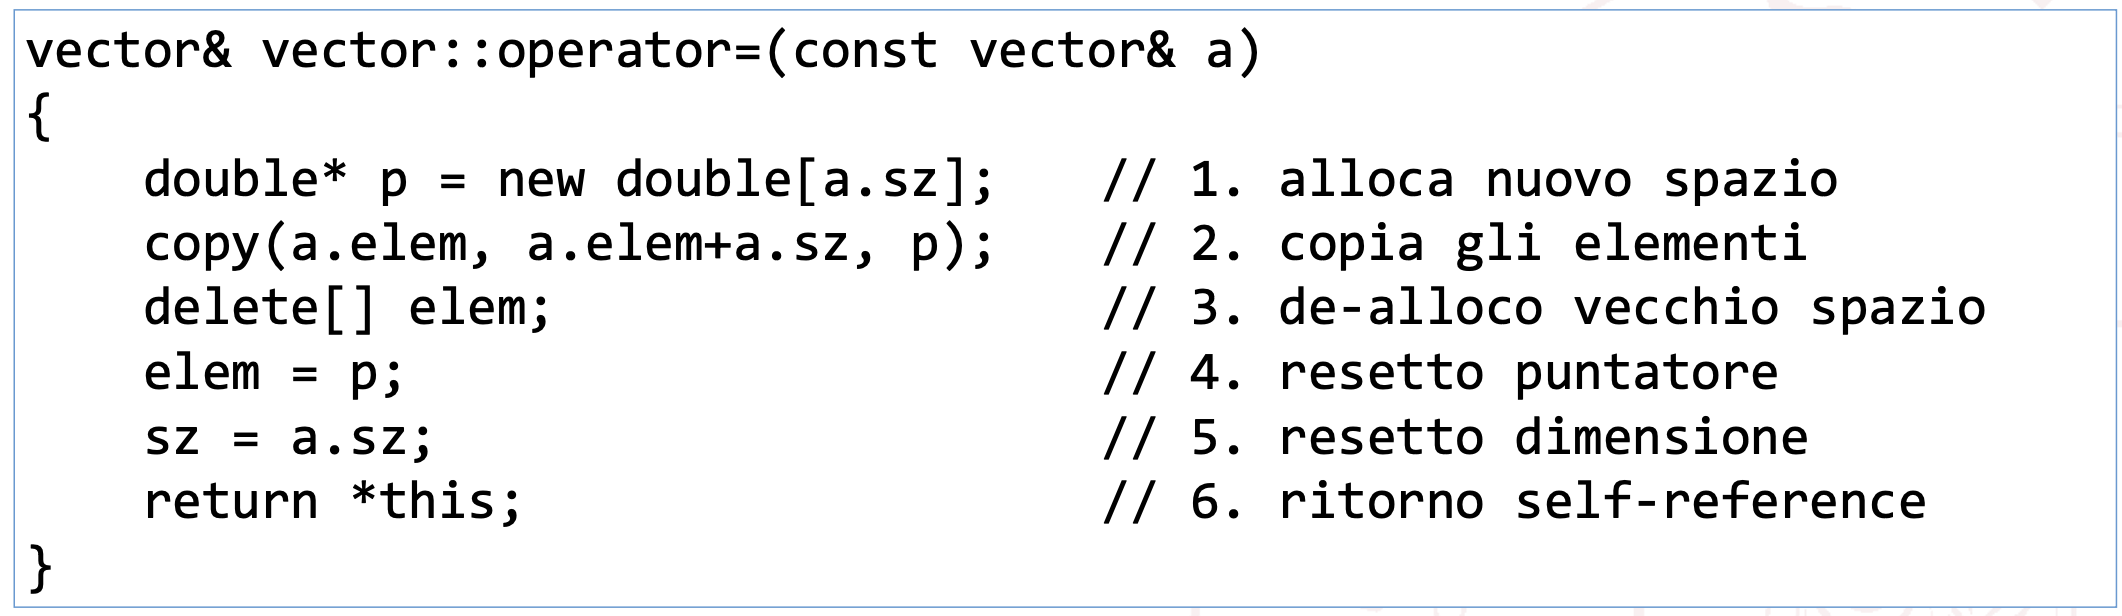 vector& vector::operator=(const vector& a)
{
    double* p = new double[a.sz];    // 1. alloca nuovo spazio
    copy(a.elem, a.elem+a.sz, p);    // 2. copia gli elementi
    delete[] elem;                   // 3. de-alloco vecchio spazio
    elem = p;                        // 4. resetto puntatore
    sz = a.sz;                       // 5. resetto dimensione
    return *this;                    // 6. ritorno self-reference
}